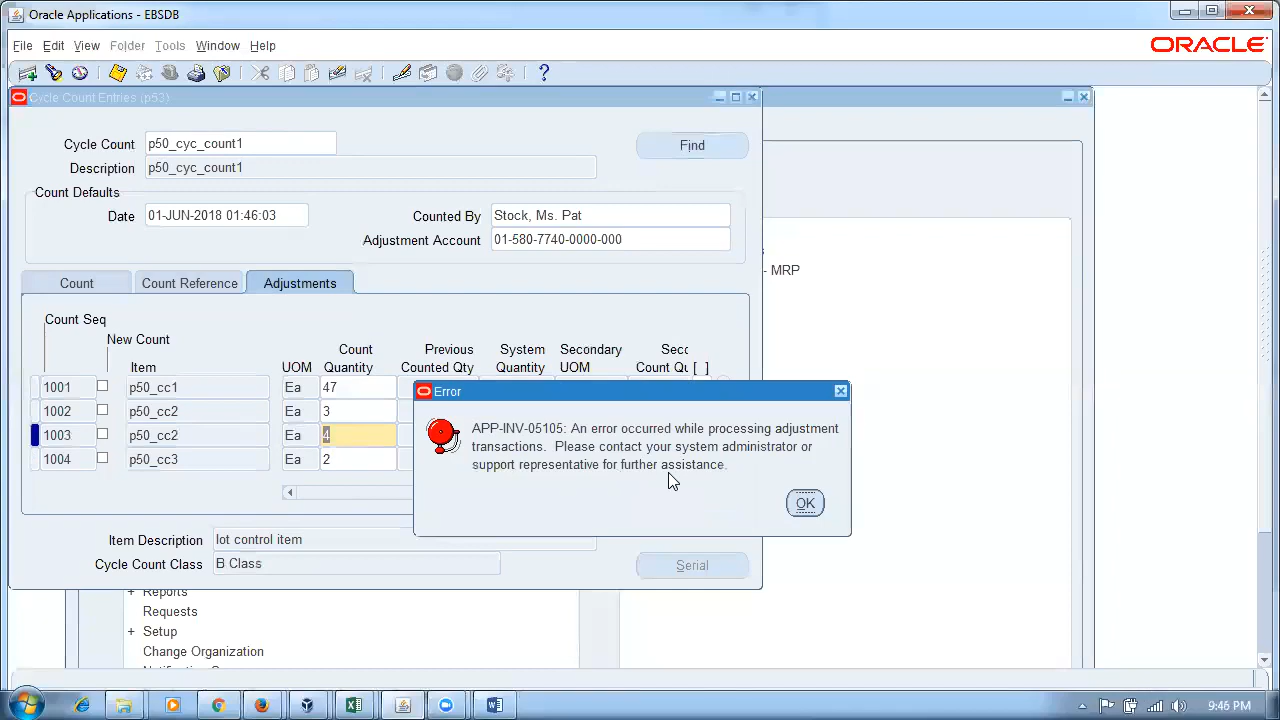 Oracle Applications - EBSDB
File Edit View Folder Tools Window Help
ORACLE
Cycle Count Entries (p53)
Cycle Count p50_cyc_count1
Find
Description p50_cyc_count1
Count Defaults
Date 01-JUN-2018 01:46:03
Counted By Stock, Ms. Pat
Adjustment Account 01-580-7740-0000-000
- MRP
Count Count Reference Adjustments
Count Seq
New Count
Count Previous System Secondary
Item UOM Quantity Counted Qty Quantity UOM Count [ ]
1001 p50_cc1 Ea 47
1002 p50_cc2 Ea 3
1003 p50_cc2 Ea 4
1004 p50_cc3 Ea 2
Error
APP-INV-05105: An error occurred while processing adjustment
transactions. Please contact your system administrator or
support representative for further assistance.
OK
Item Description lot control item
Cycle Count Class B Class
Serial
+ Reports
Requests
+ Setup
Change Organization
9:46 PM